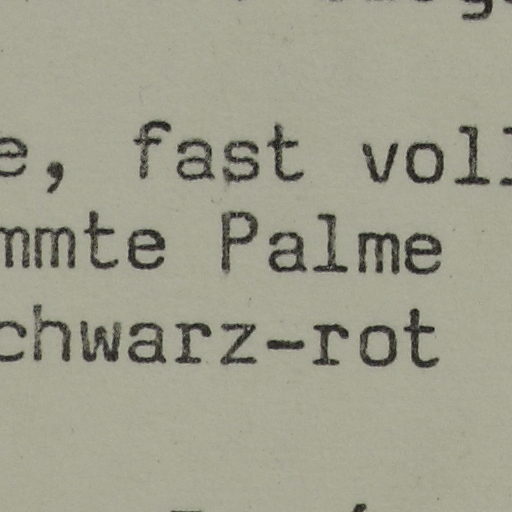 e, fast voll
mmte Palme
chwarz-rot